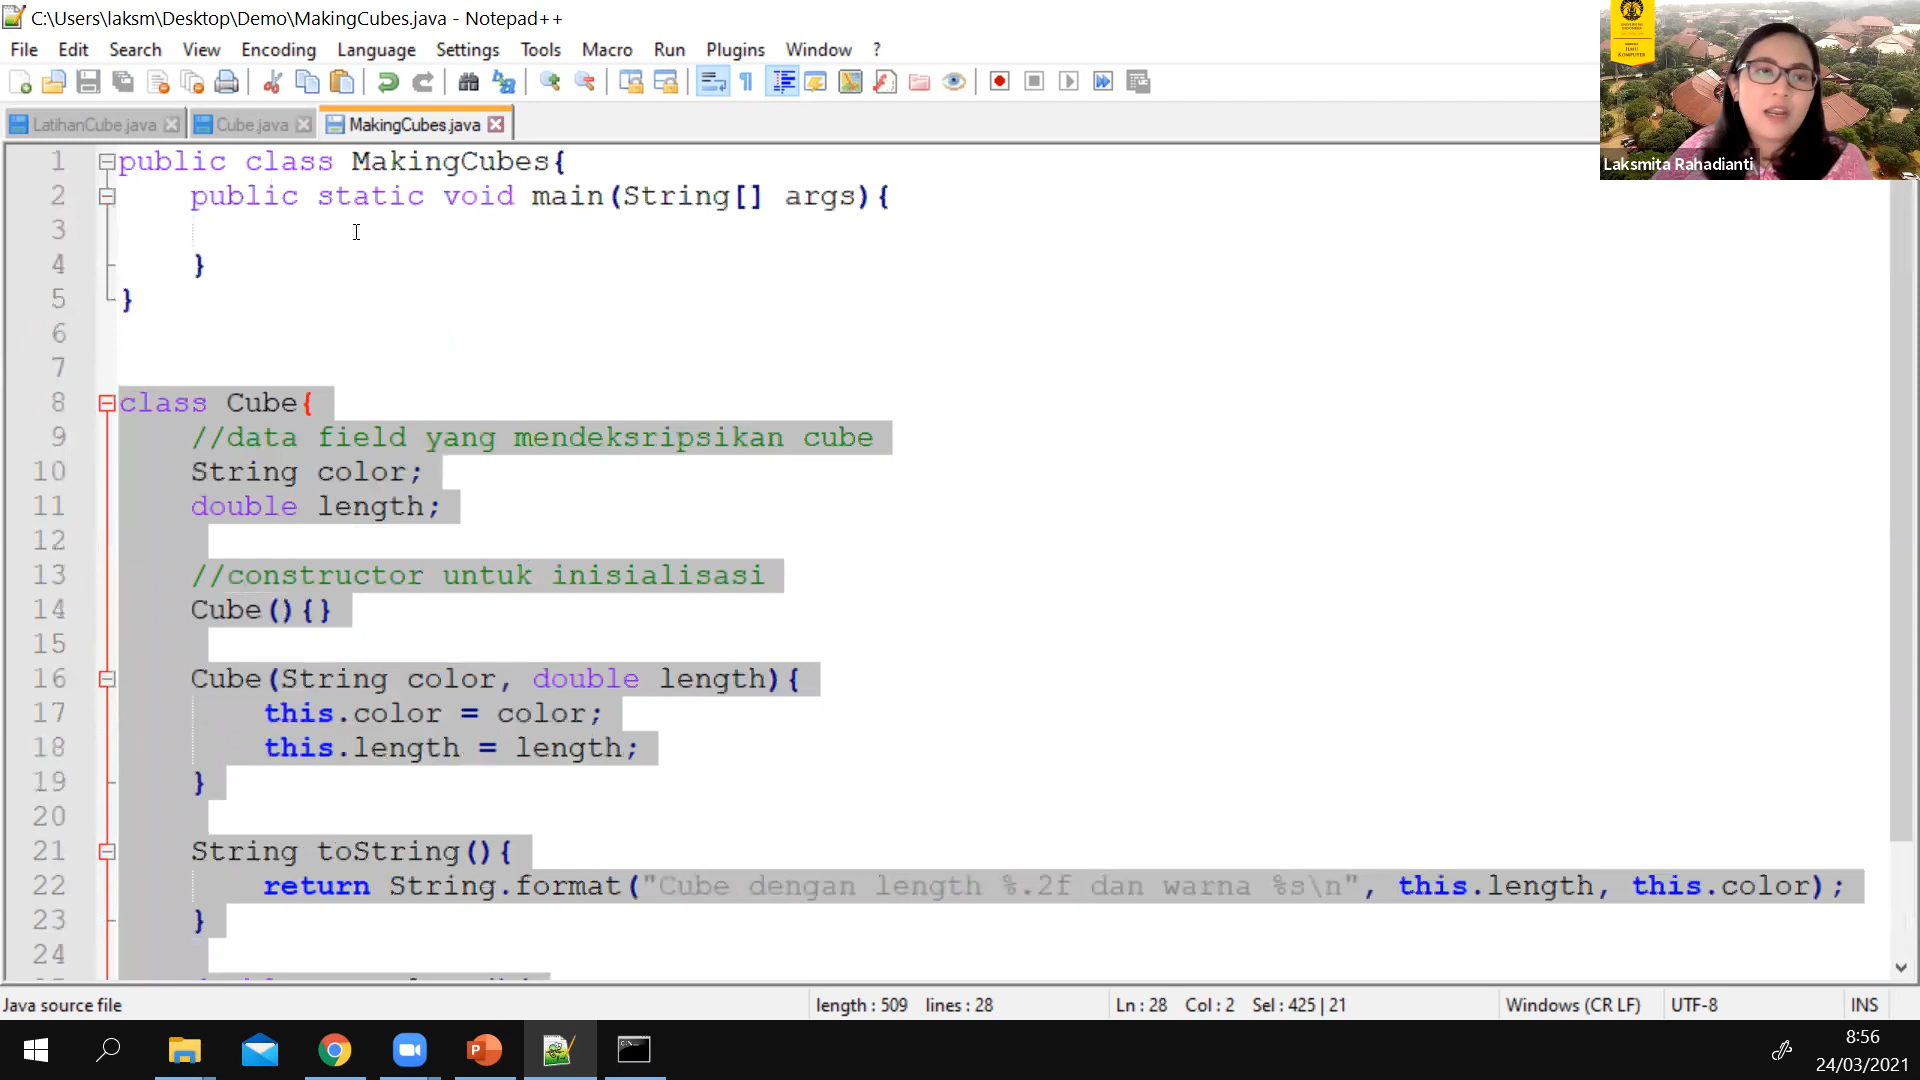 C:\Users\laksm\Desktop\Demo\MakingCubes.java - Notepad++
File Edit Search View Encoding Language Settings Tools Macro Run Plugins Window ?
LatihanCube.java Cube.java MakingCubes.java
Laksmita Rahadianti
1 public class MakingCubes{
2 public static void main(String[] args){
3
4 }
5 }
6
7
8 class Cube{
9 //data field yang mendeksripsikan cube
10 String color;
11 double length;
12
13 //constructor untuk inisialisasi
14 Cube(){}
15
16 Cube(String color, double length){
17 this.color = color;
18 this.length = length;
19 }
20
21 String toString(){
22 return String.format("Cube dengan length %.2f dan warna %s\n", this.length, this.color);
23 }
24
Java source file length : 509 lines : 28 Ln : 28 Col : 2 Sel : 425 | 21 Windows (CR LF) UTF-8 INS
8:56
24/03/2021